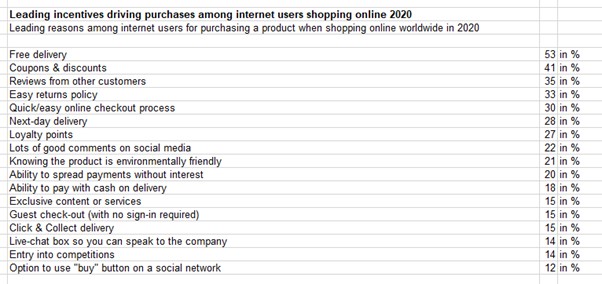 Leading incentives driving purchases among internet users shopping online 2020
Leading reasons among internet users for purchasing a product when shopping online worldwide in 2020
Free delivery 53 in %
Coupons & discounts 41 in %
Reviews from other customers 35 in %
Easy returns policy 33 in %
Quick/easy online checkout process 30 in %
Next-day delivery 28 in %
Loyalty points 27 in %
Lots of good comments on social media 22 in %
Knowing the product is environmentally friendly 21 in %
Ability to spread payments without interest 20 in %
Ability to pay with cash on delivery 18 in %
Exclusive content or services 15 in %
Guest check-out (with no sign-in required) 15 in %
Click & Collect delivery 15 in %
Live-chat box so you can speak to the company 14 in %
Entry into competitions 14 in %
Option to use "buy" button on a social network 12 in %